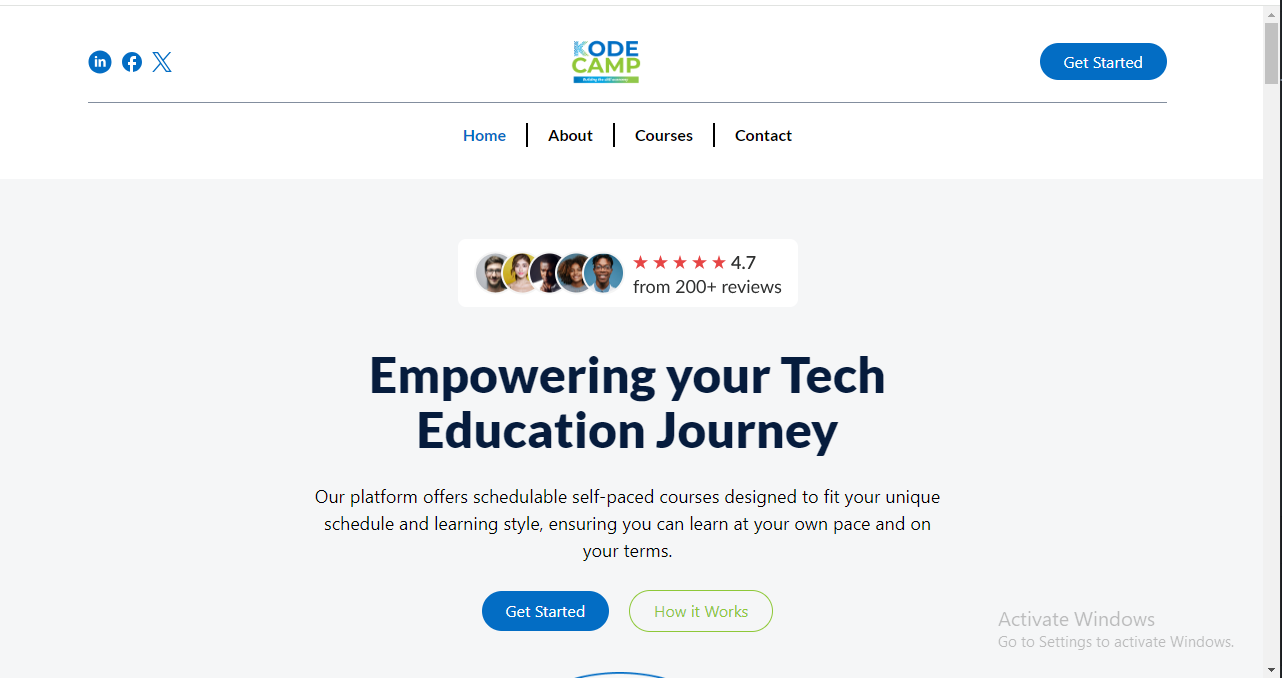 in
KODE
CAMP
Building the skill economy
Get Started
Home
About
Courses
Contact
4.7
from 200+ reviews
Empowering your Tech
Education Journey
Our platform offers schedulable self-paced courses designed to fit your unique
schedule and learning style, ensuring you can learn at your own pace and on
your terms.
Get Started
How it Works
Activate Windows
Go to Settings to activate Windows.